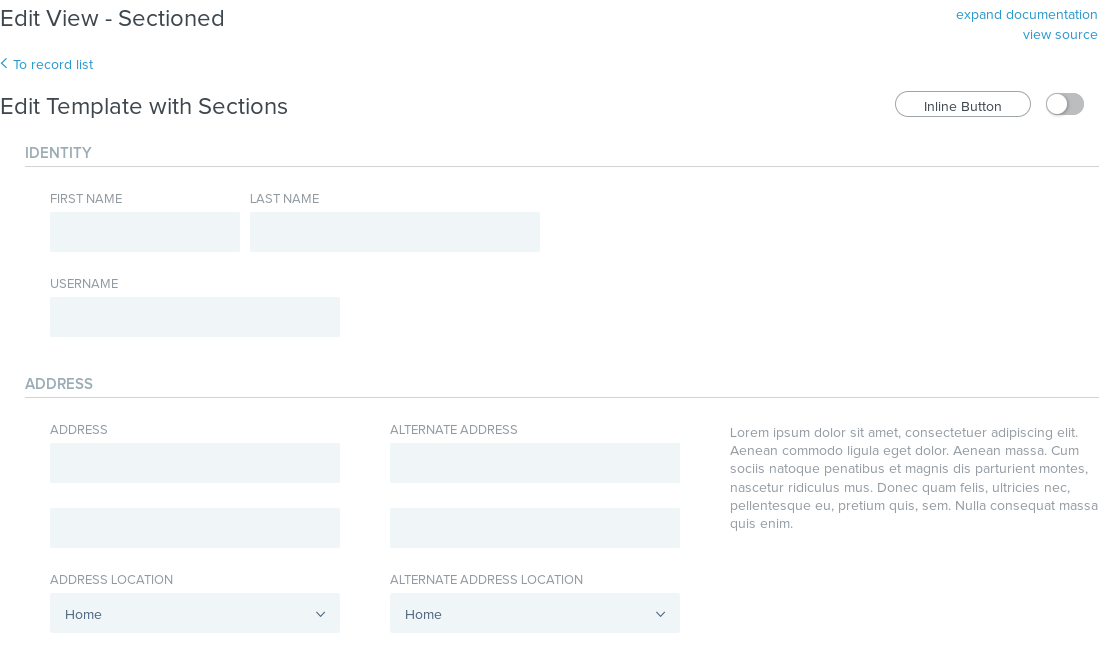 Edit View - Sectioned
expand documentation
view source
To record list
Edit Template with Sections
Inline Button
IDENTITY
FIRST NAME
LAST NAME
USERNAME
ADDRESS
ADDRESS
ALTERNATE ADDRESS
Lorem ipsum dolor sit amet, consectetuer adipiscing elit.
Aenean commodo ligula eget dolor. Aenean massa. Cum
sociis natoque penatibus et magnis dis parturient montes,
nascetur ridiculus mus. Donec quam felis, ultricies nec,
pellentesque eu, pretium quis, sem. Nulla consequat massa
quis enim.
ADDRESS LOCATION
ALTERNATE ADDRESS LOCATION
Home
Home